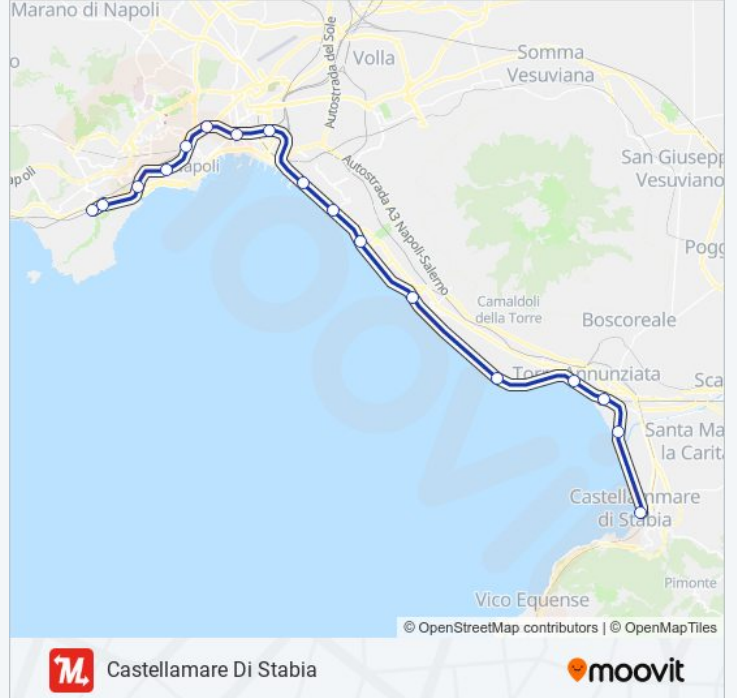 Marano di Napoli
Volla
Somma
Vesuviana
Autostrada del Sole
San Giusepp
Vesuviano
Napoli
Autostrada A3 Napoli-Salerno
Pogg
Camaldoli
della Torre
Boscoreale
Torre Annunziata
Sca
Santa Ma
la Carit
Castellammare
di Stabia
Pimonte
Vico Equense
moovit
© OpenStreetMap contributors | © OpenMapTiles
M
Castellamare Di Stabia
moovit